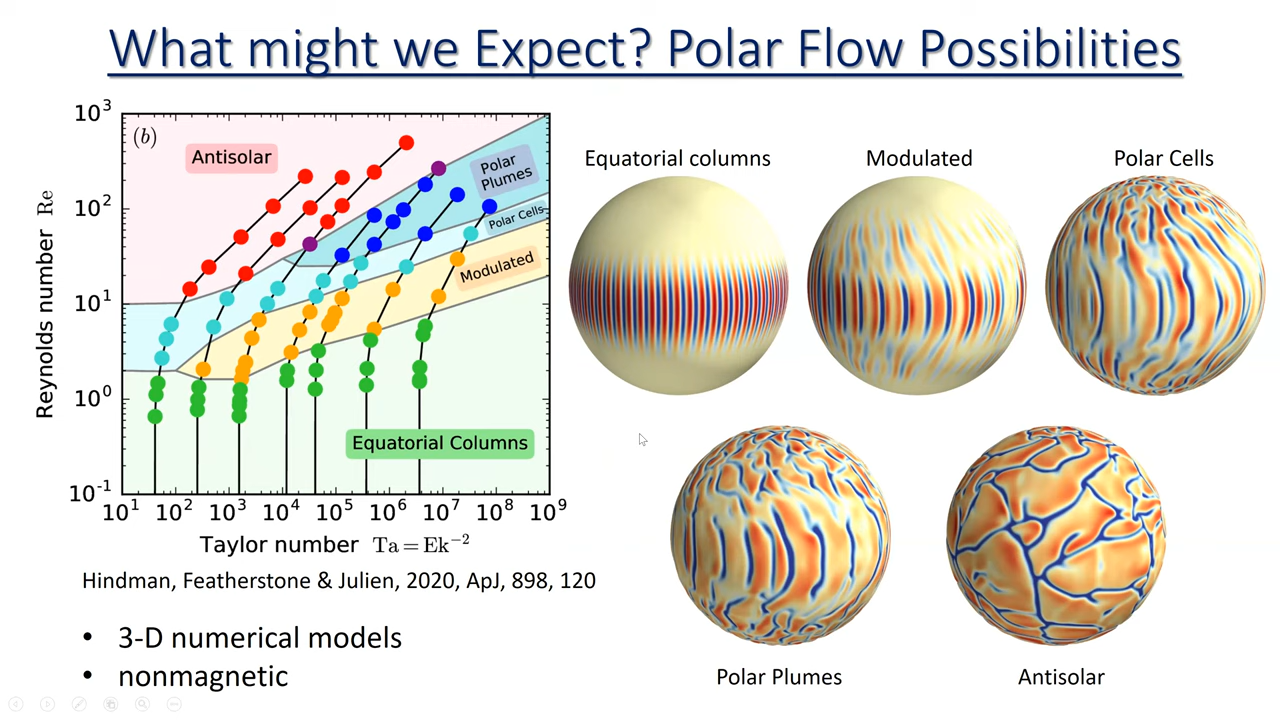 What might we Expect? Polar Flow Possibilities
(b)
Antisolar
Polar
Plumes
Polar Cells
Modulated
Equatorial Columns
10³
10²
10¹
10⁰
10⁻¹
Reynolds number Re
10¹ 10² 10³ 10⁴ 10⁵ 10⁶ 10⁷ 10⁸ 10⁹
Taylor number Ta = Ek⁻²
Hindman, Featherstone & Julien, 2020, ApJ, 898, 120
• 3-D numerical models
• nonmagnetic
Equatorial columns
Modulated
Polar Cells
Polar Plumes
Antisolar